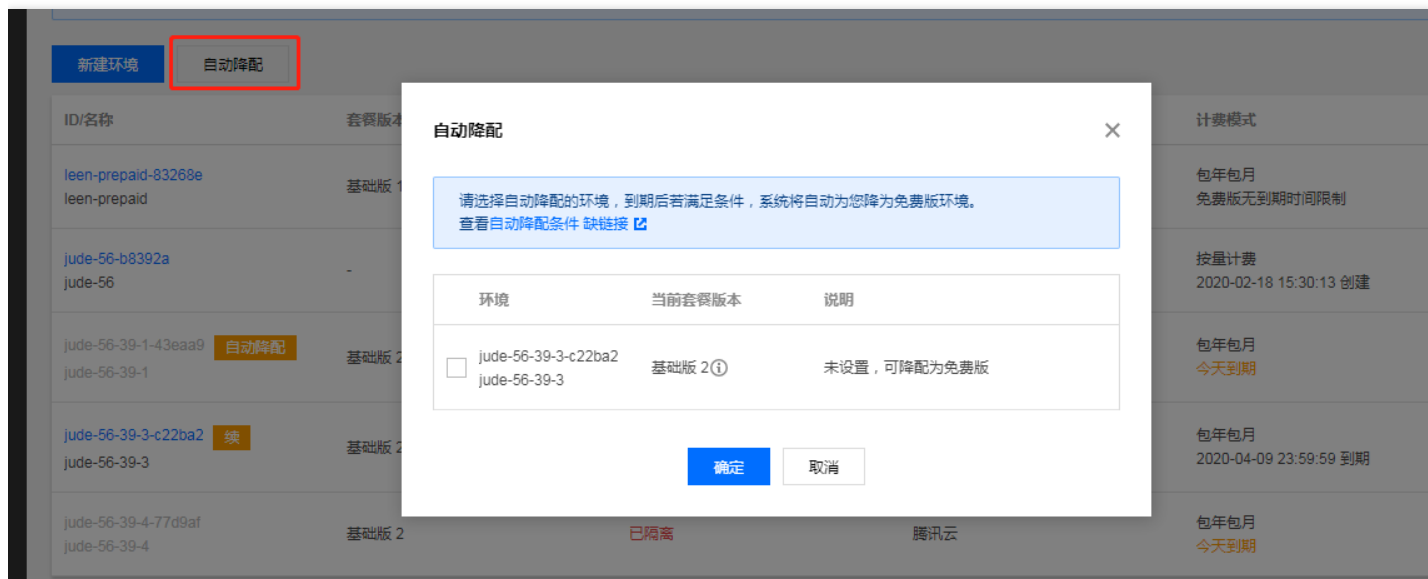 新建环境 自动降配
ID/名称 套餐版本 计费模式
自动降配
leen-prepaid-83268e
leen-prepaid
基础版 1
包年包月
免费版无到期时间限制
请选择自动降配的环境，到期后若满足条件，系统将自动为您降为免费版环境。
查看自动降配条件 缺链接
jude-56-b8392a
jude-56
-
按量计费
2020-02-18 15:30:13 创建
环境 当前套餐版本 说明
jude-56-39-1-43eaa9 自动降配
jude-56-39-1
基础版 2
包年包月
今天到期
jude-56-39-3-c22ba2
jude-56-39-3
基础版 2
未设置，可降配为免费版
jude-56-39-3-c22ba2 续
jude-56-39-3
基础版 2
包年包月
2020-04-09 23:59:59 到期
确定 取消
jude-56-39-4-77d9af
jude-56-39-4
基础版 2
已隔离
腾讯云
包年包月
今天到期